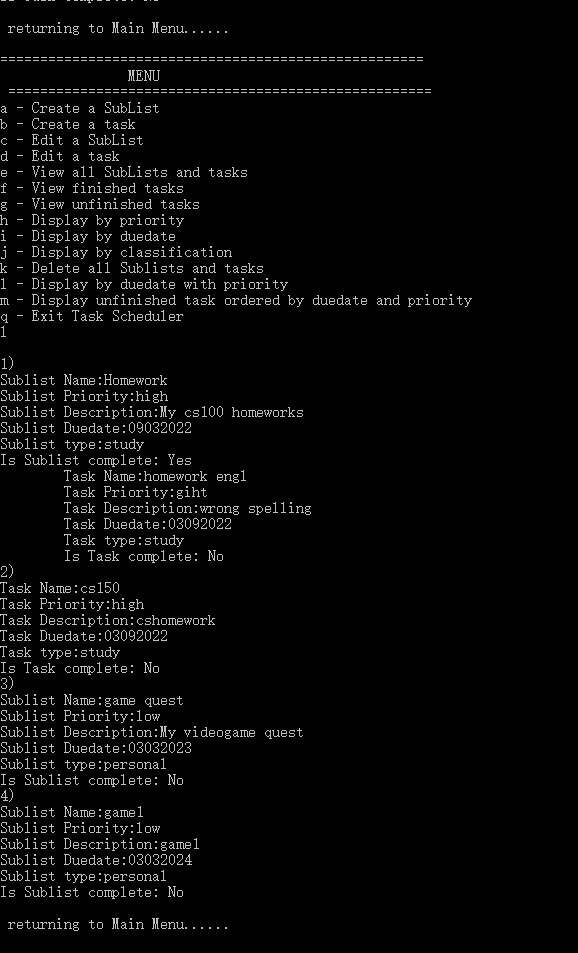 returning to Main Menu......
=====================================================
MENU
=====================================================
a - Create a SubList
b - Create a task
c - Edit a SubList
d - Edit a task
e - View all SubLists and tasks
f - View finished tasks
g - View unfinished tasks
h - Display by priority
i - Display by duedate
j - Display by classification
k - Delete all Sublists and tasks
l - Display by duedate with priority
m - Display unfinished task ordered by duedate and priority
q - Exit Task Scheduler
l
1)
Sublist Name:Homework
Sublist Priority:high
Sublist Description:My cs100 homeworks
Sublist Duedate:09032022
Sublist type:study
Is Sublist complete: Yes
Task Name:homework eng1
Task Priority:giht
Task Description:wrong spelling
Task Duedate:03092022
Task type:study
Is Task complete: No
2)
Task Name:cs150
Task Priority:high
Task Description:cshomework
Task Duedate:03092022
Task type:study
Is Task complete: No
3)
Sublist Name:game quest
Sublist Priority:low
Sublist Description:My videogame quest
Sublist Duedate:03032023
Sublist type:personal
Is Sublist complete: No
4)
Sublist Name:game1
Sublist Priority:low
Sublist Description:game1
Sublist Duedate:03032024
Sublist type:personal
Is Sublist complete: No
returning to Main Menu......